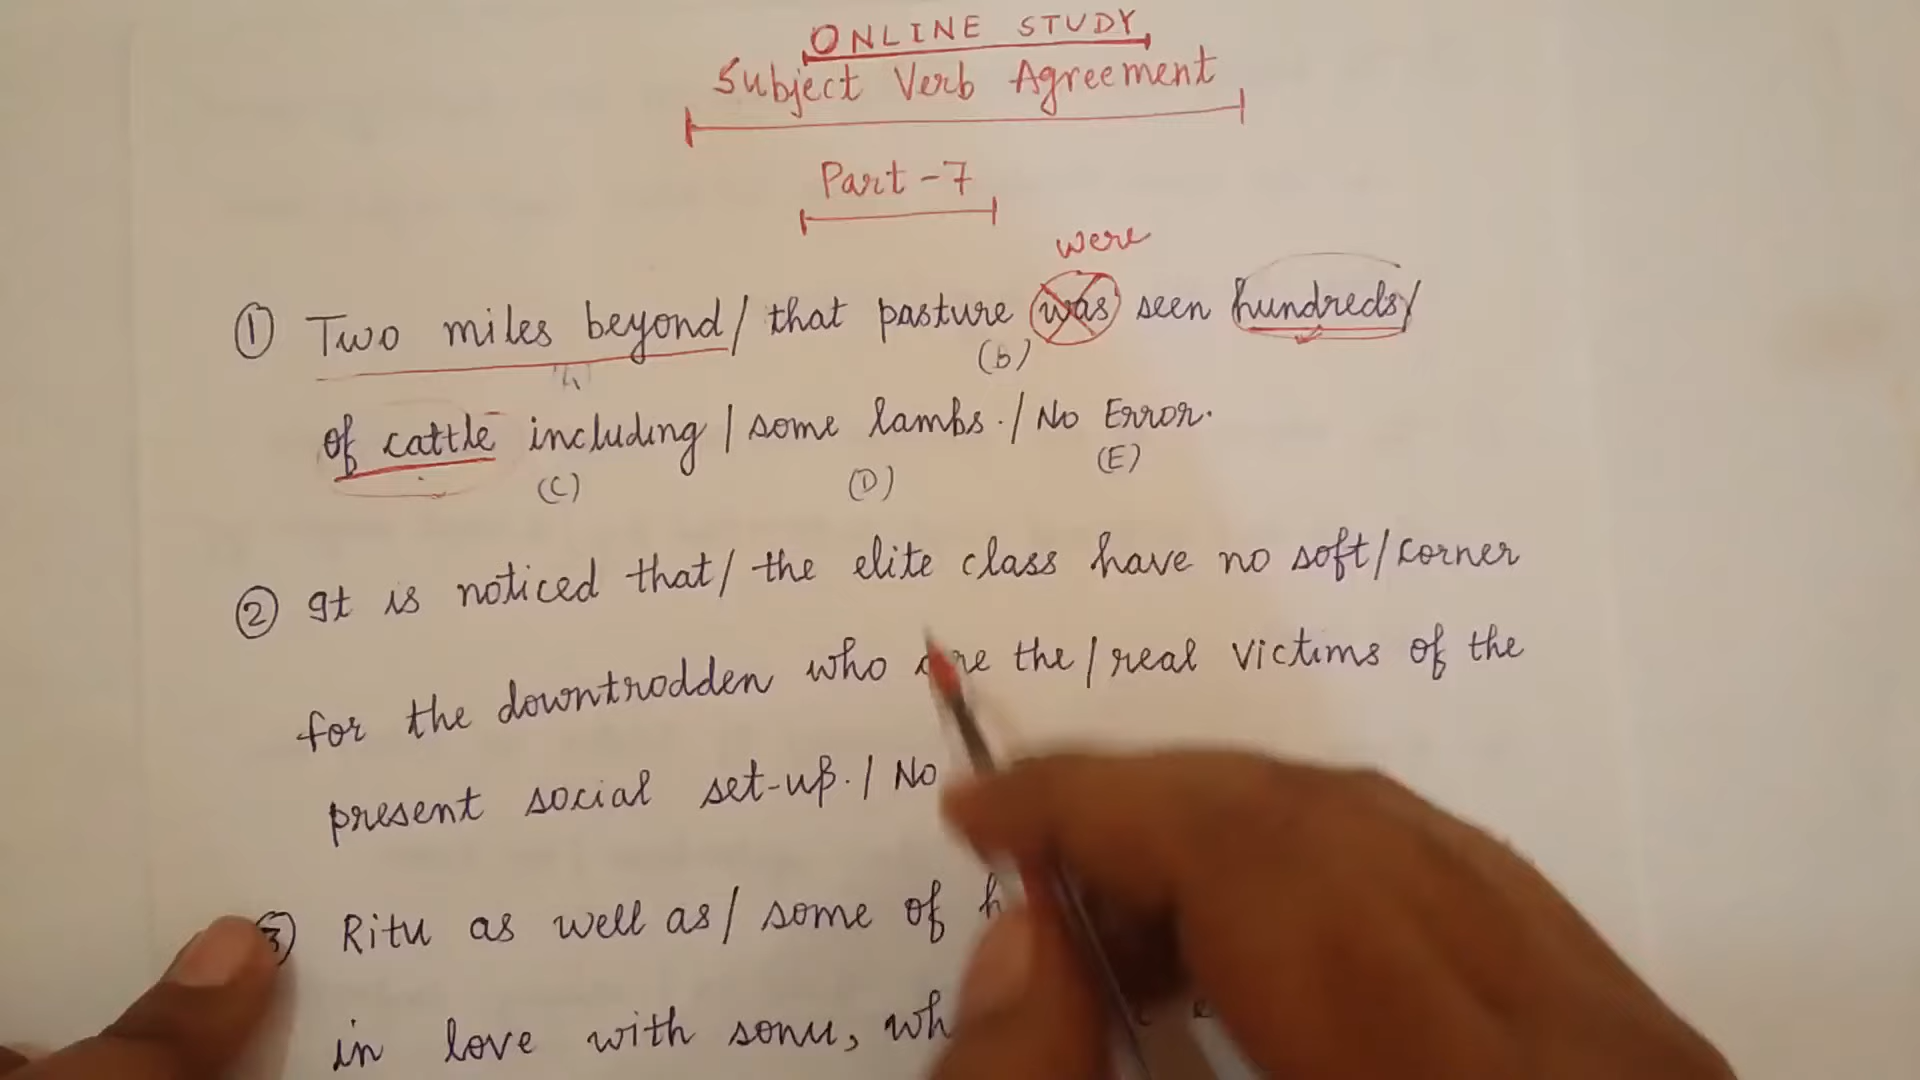 ONLINE STUDY
Subject Verb Agreement
Part-7
were
① Two miles beyond / that pasture was seen hundreds /
(b)
of cattle including / some lambs. / No Error.
(C) (D) (E)
② It is noticed that / the elite class have no soft / corner
for the downtrodden who are the / real victims of the
present social set-up. / No
③ Ritu as well as / some of
in love with sonu,